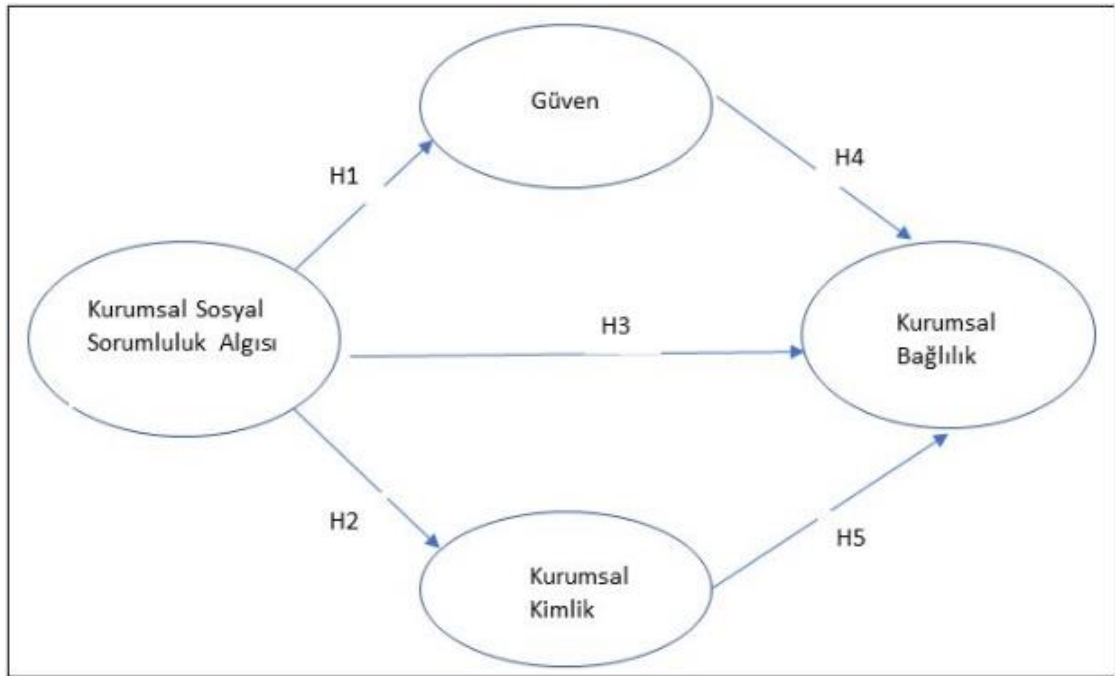 Güven
H1
H4
Kurumsal Sosyal
Sorumluluk Algısı
H3
Kurumsal
Bağlılık
H2
H5
Kurumsal
Kimlik